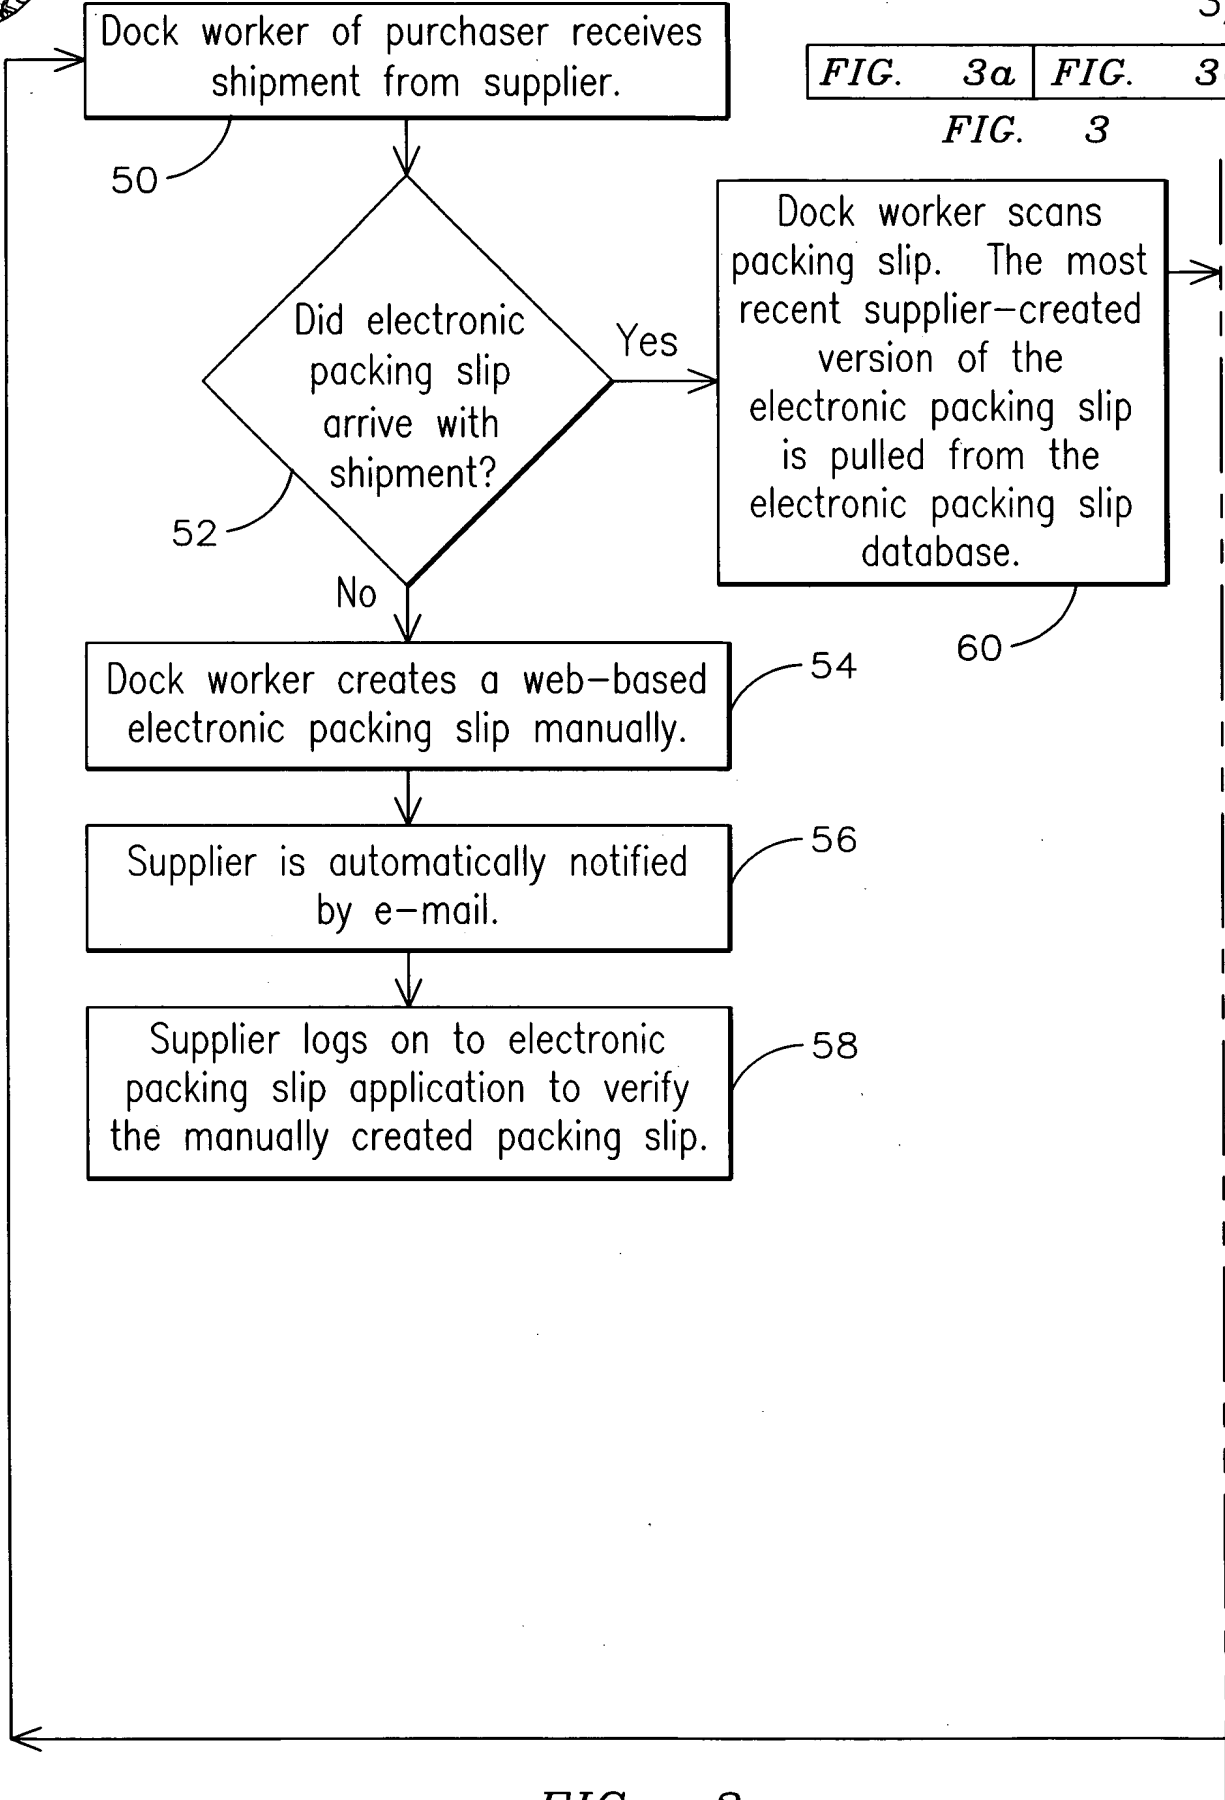 Dock worker of purchaser receives
shipment from supplier.
50
FIG. 3a FIG. 3
FIG. 3
Did electronic
packing slip
arrive with
shipment?
52
Yes
No
Dock worker scans
packing slip. The most
recent supplier-created
version of the
electronic packing slip
is pulled from the
electronic packing slip
database.
60
Dock worker creates a web-based
electronic packing slip manually.
54
Supplier is automatically notified
by e-mail.
56
Supplier logs on to electronic
packing slip application to verify
the manually created packing slip.
58